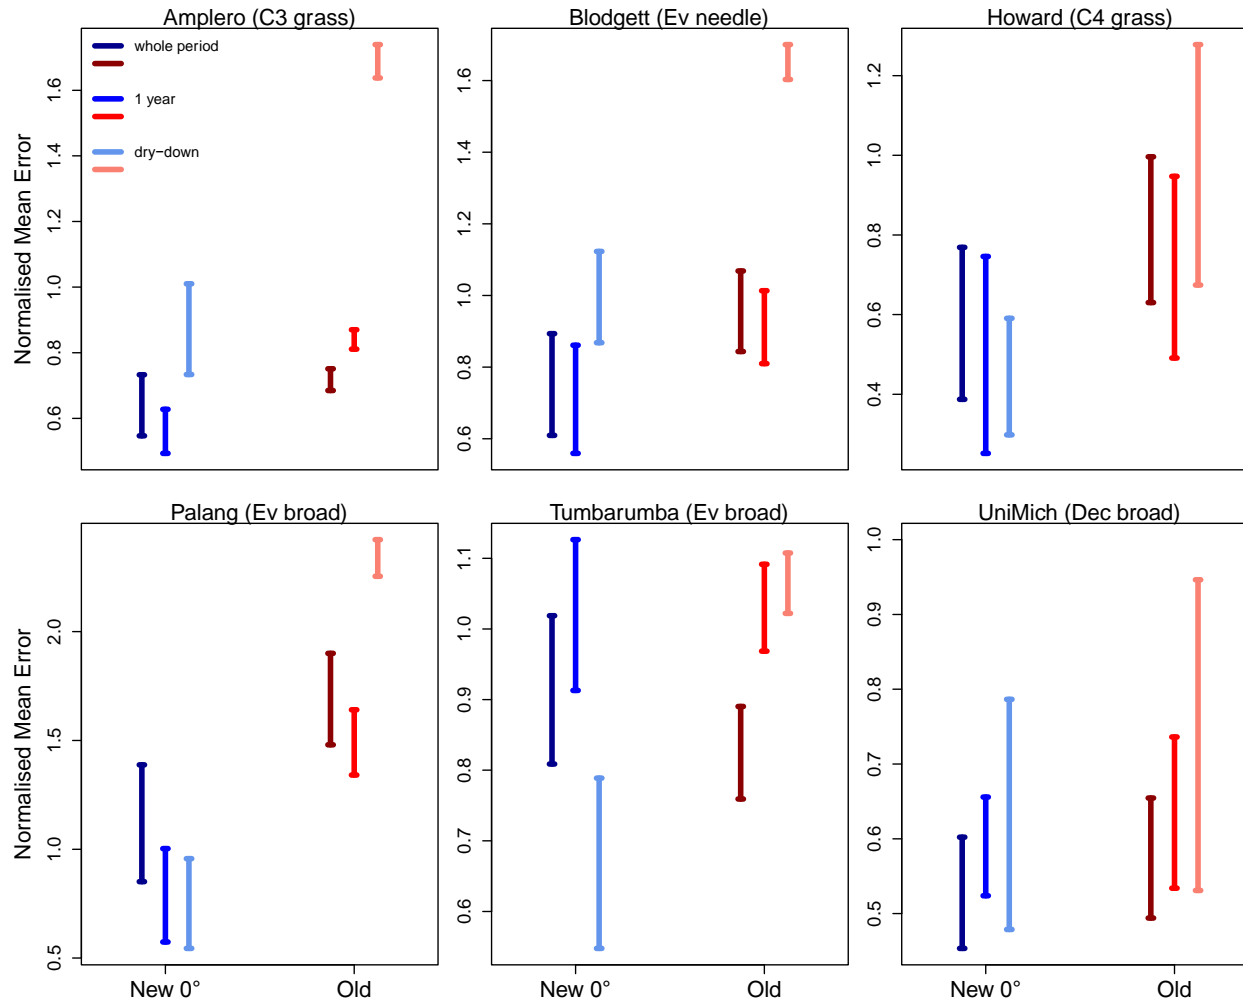 Amplero (C3 grass)
Blodgett (Ev needle)
Howard (C4 grass)
whole period
1 year
dry−down
Normalised Mean Error
0.6 0.8 1.0 1.2 1.4 1.6
0.6 0.8 1.0 1.2 1.4 1.6
0.4 0.6 0.8 1.0 1.2
Palang (Ev broad)
Tumbarumba (Ev broad)
UniMich (Dec broad)
Normalised Mean Error
0.5 1.0 1.5 2.0
0.6 0.7 0.8 0.9 1.0 1.1
0.5 0.6 0.7 0.8 0.9 1.0
New 0° Old
New 0° Old
New 0° Old